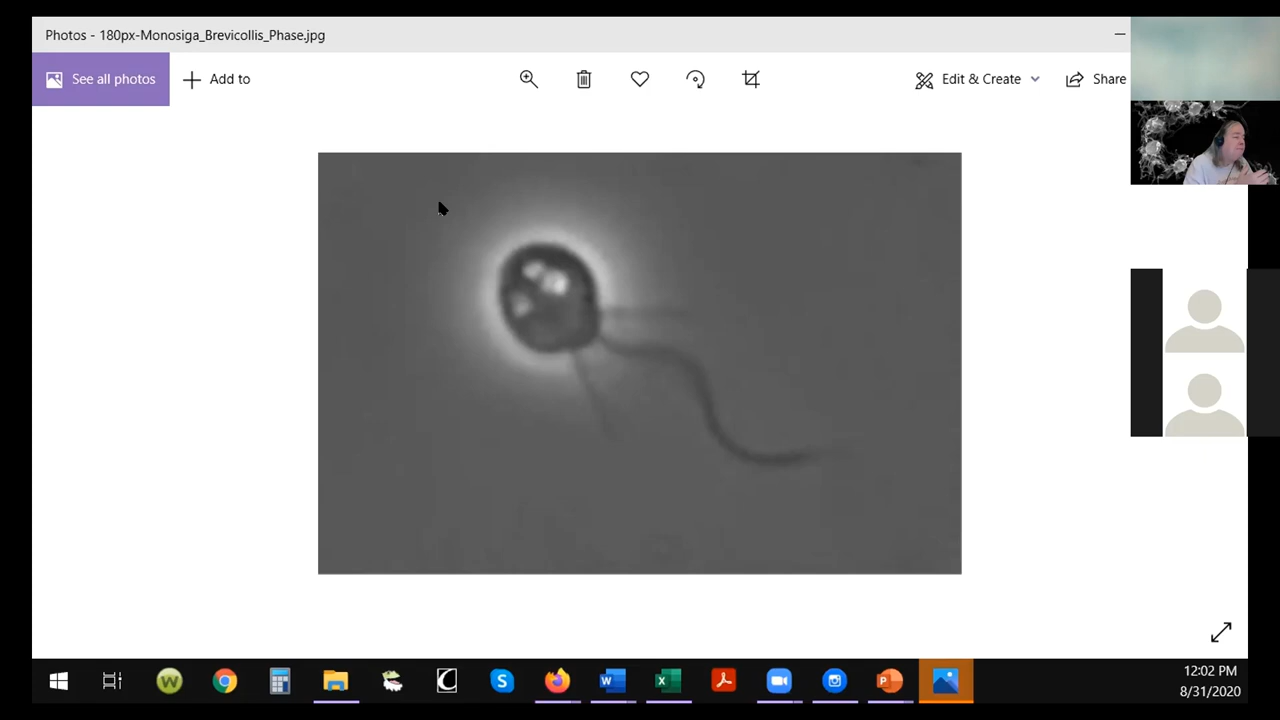 Photos - 180px-Monosiga_Brevicollis_Phase.jpg
See all photos
Add to
Edit & Create
Share
12:02 PM
8/31/2020